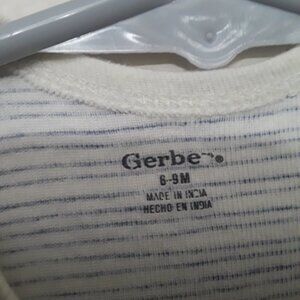 Gerber®
6-9M
MADE IN INDIA
HECHO EN INDIA